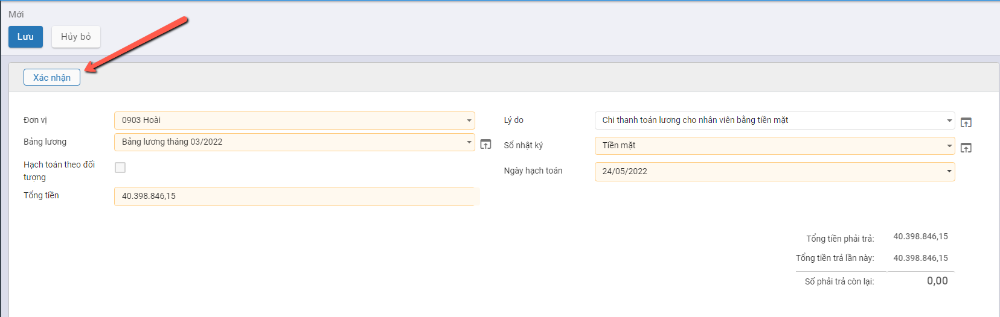 Mới
Lưu Hủy bỏ
Xác nhận
Đơn vị 0903 Hoài Lý do Chi thanh toán lương cho nhân viên bằng tiền mặt
Bảng lương Bảng lương tháng 03/2022 Sổ nhật ký Tiền mặt
Hạch toán theo đối
tượng
Ngày hạch toán 24/05/2022
Tổng tiền 40.398.846,15
Tổng tiền phải trả: 40.398.846,15
Tổng tiền trả lần này: 40.398.846,15
Số phải trả còn lại: 0,00